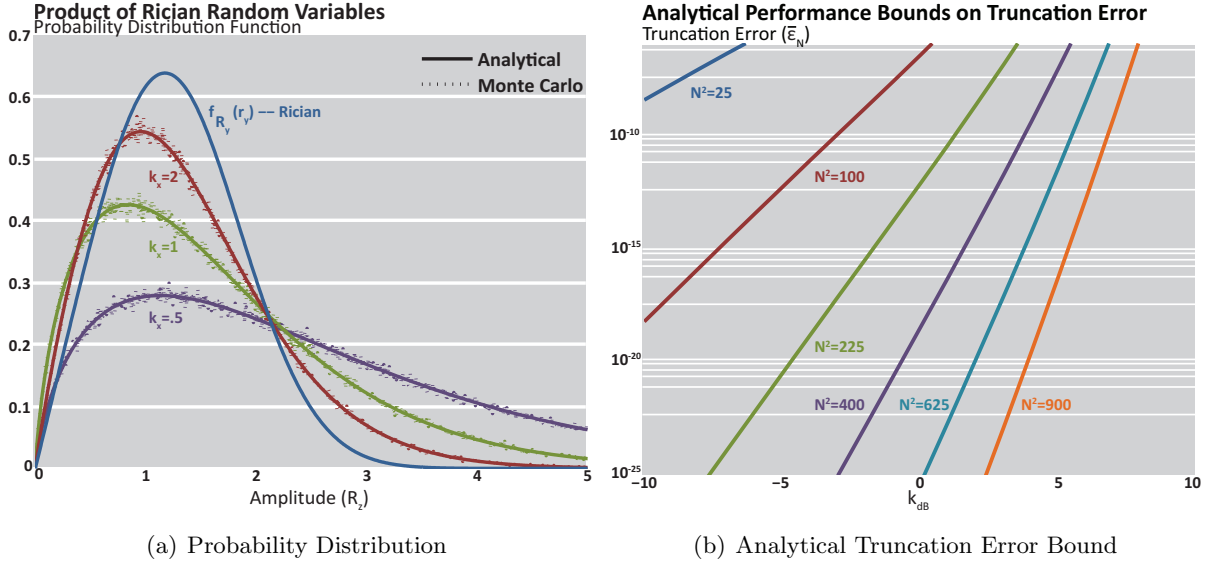 Product of Rician Random Variables
Probability Distribution Function
0.7
0.6
0.5
0.4
0.3
0.2
0.1
0
Analytical
Monte Carlo
f_{R_y}(r_y) — Rician
k_x=2
k_x=1
k_x=.5
0 1 2 3 4 5
Amplitude (R_z)
(a) Probability Distribution
Analytical Performance Bounds on Truncation Error
Truncation Error (ε̅_N)
N²=25
10⁻¹⁰
N²=100
10⁻¹⁵
N²=225
10⁻²⁰
N²=400
N²=625
N²=900
10⁻²⁵
−10 −5 0 5 10
k_{dB}
(b) Analytical Truncation Error Bound